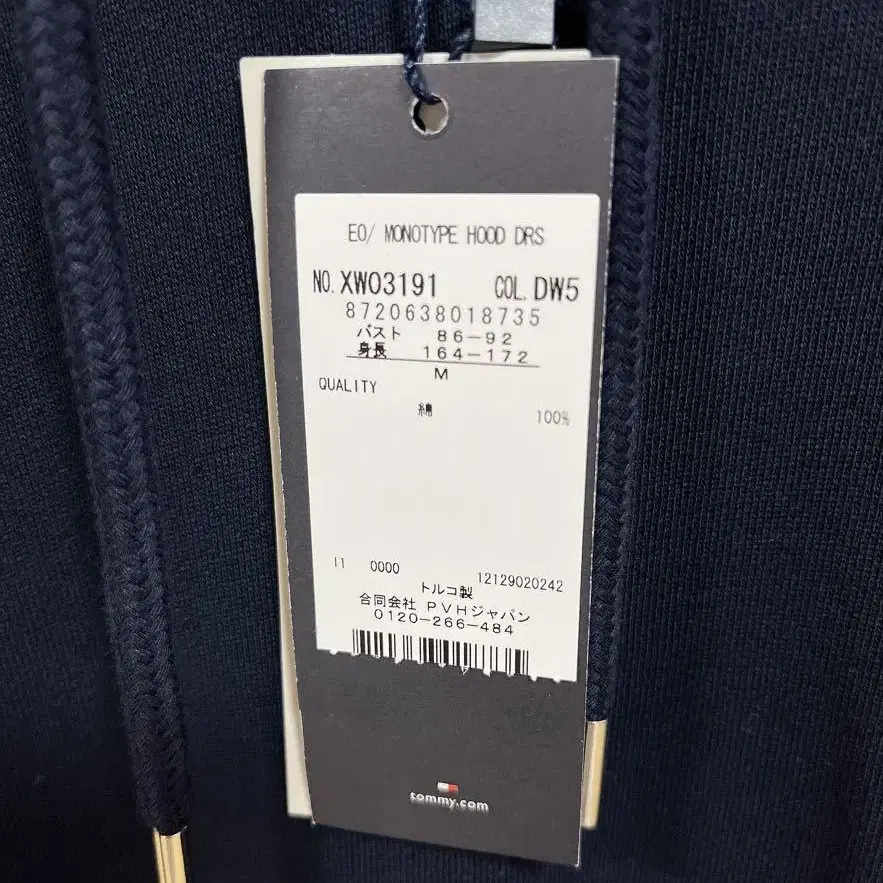 EO/ MONOTYPE HOOD DRS
NO. XW03191 COL. DW5
8720638018735
バスト 86-92
身長 164-172
M
QUALITY
綿 100%
11 0000 12129020242
トルコ製
合同会社 PVHジャパン
0120-266-484
tommy.com